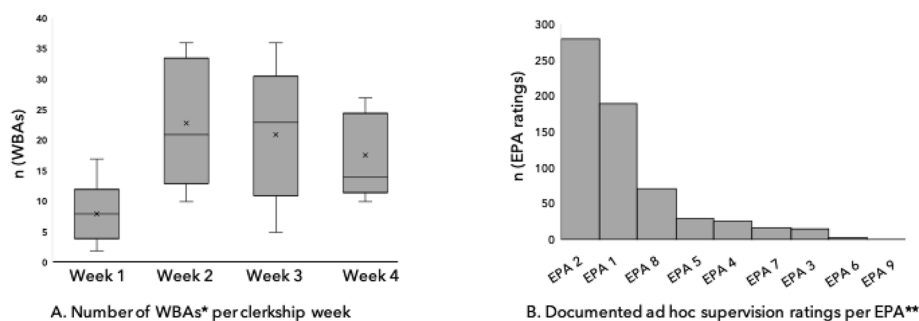 40
35
30
25
20
15
10
5
0
n (WBAs)
Week 1 Week 2 Week 3 Week 4
A. Number of WBAs* per clerkship week
300
250
200
150
100
50
0
n (EPA ratings)
EPA 2 EPA 1 EPA 8 EPA 5 EPA 4 EPA 7 EPA 3 EPA 6 EPA 9
B. Documented ad hoc supervision ratings per EPA**